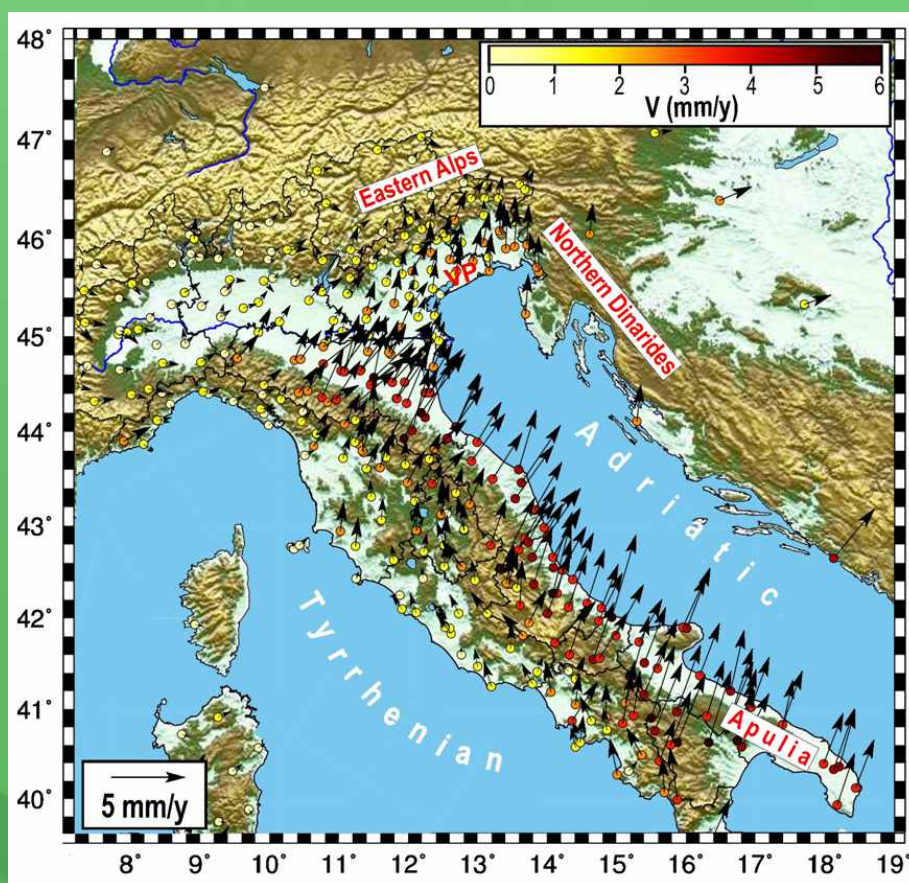 48°
47°
46°
45°
44°
43°
42°
41°
40°
0 1 2 3 4 5 6
V (mm/y)
Eastern Alps
VP
Northern Dinarides
Adriatic
Tyrrhenian
Apulia
5 mm/y
8° 9° 10° 11° 12° 13° 14° 15° 16° 17° 18° 19°